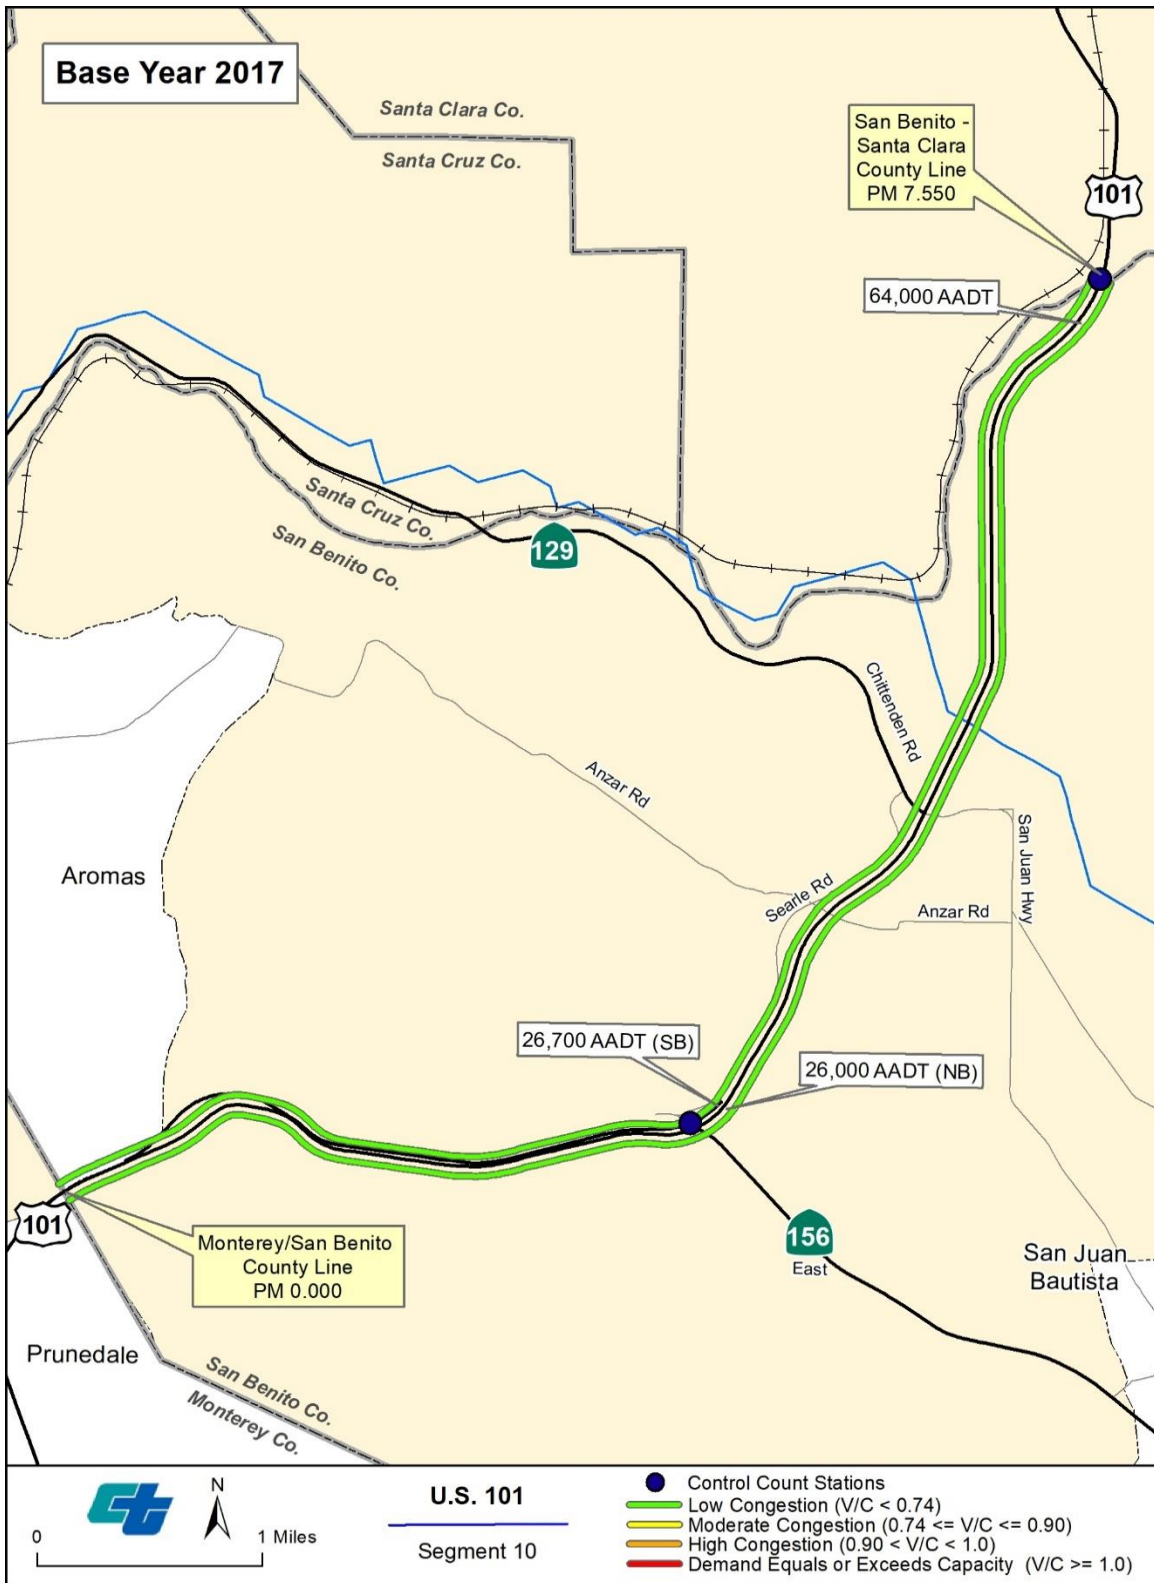 Base Year 2017
Santa Clara Co.
Santa Cruz Co.
San Benito -
Santa Clara
County Line
PM 7.550
101
64,000 AADT
Santa Cruz Co.
San Benito Co.
129
Chittenden Rd
Anzar Rd
San Juan Hwy
Aromas
Searle Rd
Anzar Rd
26,700 AADT (SB)
26,000 AADT (NB)
101
Monterey/San Benito
County Line
PM 0.000
156
East
San Juan
Bautista
Prunedale
San Benito Co.
Monterey Co.
ct
N
0 1 Miles
U.S. 101
Segment 10
Control Count Stations
Low Congestion (V/C < 0.74)
Moderate Congestion (0.74 <= V/C <= 0.90)
High Congestion (0.90 < V/C < 1.0)
Demand Equals or Exceeds Capacity (V/C >= 1.0)